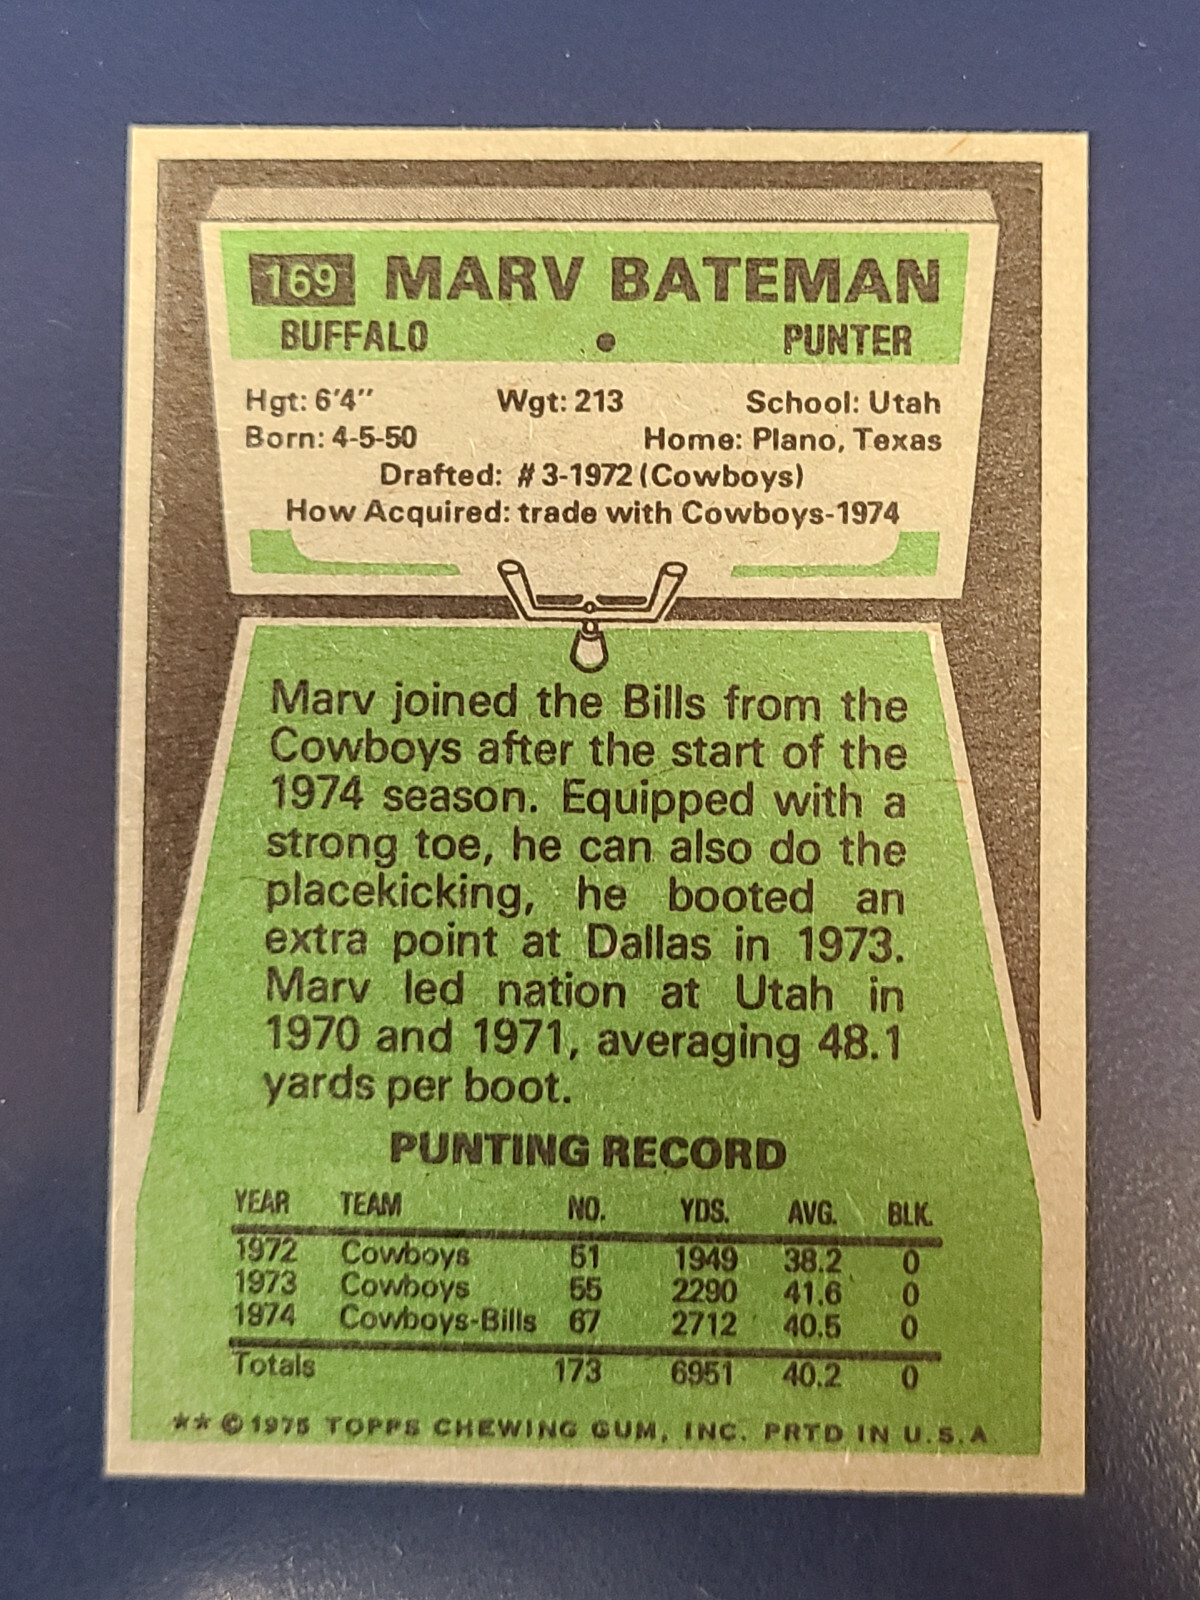 169 MARV BATEMAN
BUFFALO • PUNTER
Hgt: 6'4" Wgt: 213 School: Utah
Born: 4-5-50 Home: Plano, Texas
Drafted: #3-1972 (Cowboys)
How Acquired: trade with Cowboys-1974
Marv joined the Bills from the
Cowboys after the start of the
1974 season. Equipped with a
strong toe, he can also do the
placekicking, he booted an
extra point at Dallas in 1973.
Marv led nation at Utah in
1970 and 1971, averaging 48.1
yards per boot.
PUNTING RECORD
YEAR TEAM NO. YDS. AVG. BLK.
1972 Cowboys 51 1949 38.2 0
1973 Cowboys 55 2290 41.6 0
1974 Cowboys-Bills 67 2712 40.5 0
Totals 173 6951 40.2 0
** © 1975 TOPPS CHEWING GUM, INC. PRTD IN U.S.A